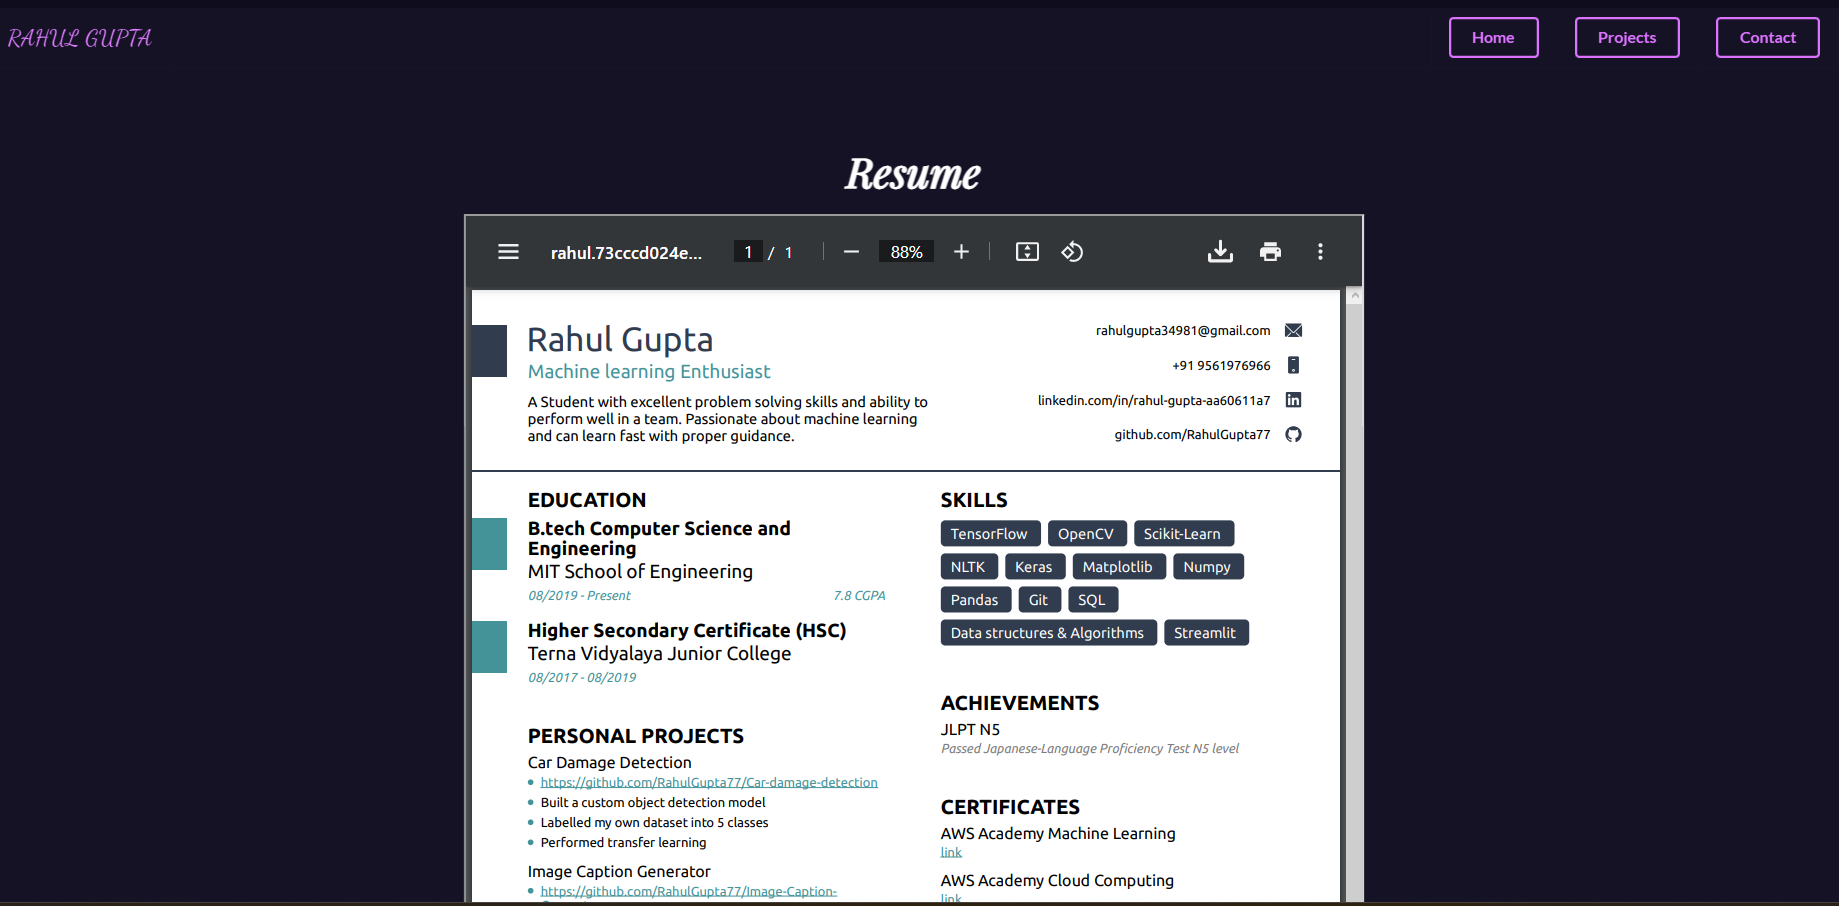 RAHUL GUPTA
Home
Projects
Contact
Resume
rahul.73cccd024e...
1 / 1
88%
Rahul Gupta
Machine learning Enthusiast
A Student with excellent problem solving skills and ability to
perform well in a team. Passionate about machine learning
and can learn fast with proper guidance.
rahulgupta34981@gmail.com
+91 9561976966
linkedin.com/in/rahul-gupta-aa60611a7
github.com/RahulGupta77
EDUCATION
B.tech Computer Science and
Engineering
MIT School of Engineering
08/2019 - Present
7.8 CGPA
Higher Secondary Certificate (HSC)
Terna Vidyalaya Junior College
08/2017 - 08/2019
PERSONAL PROJECTS
Car Damage Detection
https://github.com/RahulGupta77/Car-damage-detection
Built a custom object detection model
Labelled my own dataset into 5 classes
Performed transfer learning
Image Caption Generator
https://github.com/RahulGupta77/Image-Caption-
SKILLS
TensorFlow OpenCV Scikit-Learn
NLTK Keras Matplotlib Numpy
Pandas Git SQL
Data structures & Algorithms Streamlit
ACHIEVEMENTS
JLPT N5
Passed Japanese-Language Proficiency Test N5 level
CERTIFICATES
AWS Academy Machine Learning
link
AWS Academy Cloud Computing
link